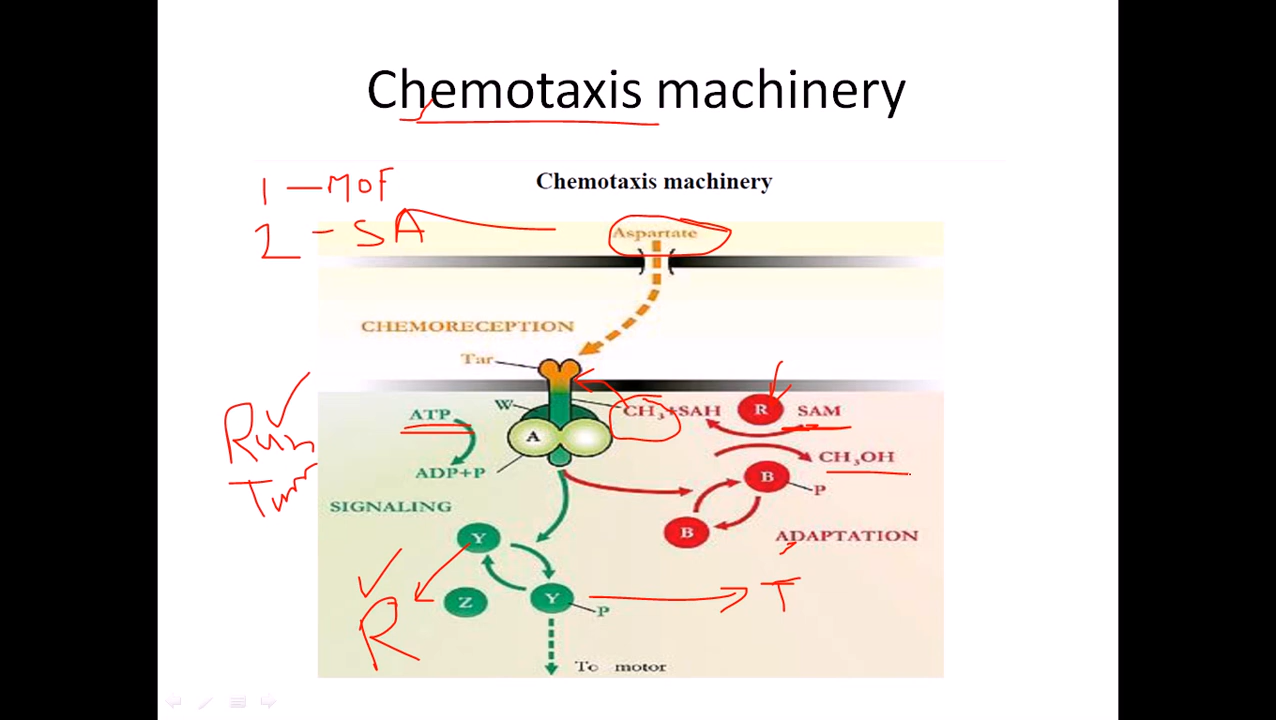 Chemotaxis machinery
Chemotaxis machinery
1 — MOF
2 - SA
Aspartate
CHEMORECEPTION
Tar
ATP
W
CH3+SAH
R
SAM
Run
A
CH3OH
ADP+P
B
P
SIGNALING
Y
B
ADAPTATION
Z
Y
P
T
R
To motor